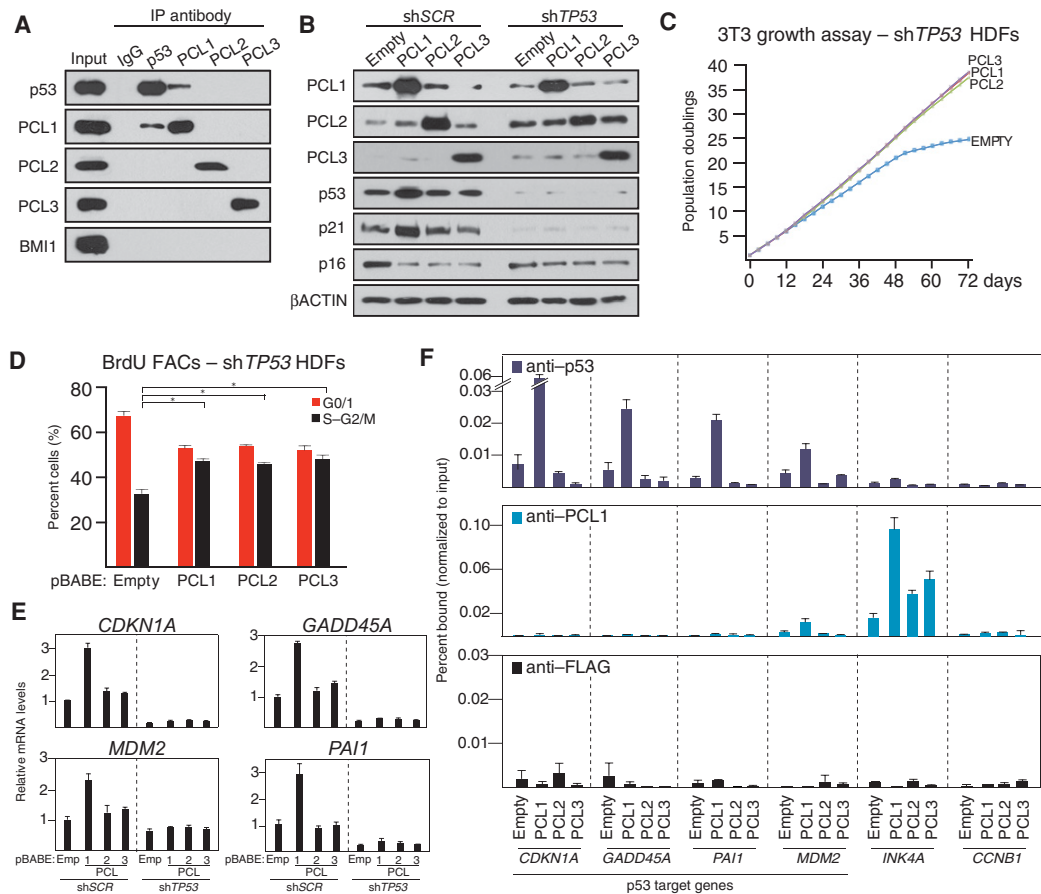 A
IP antibody
Input IgG p53 PCL1 PCL2 PCL3
p53
PCL1
PCL2
PCL3
BMI1
B
shSCR shTP53
Empty PCL1 PCL2 PCL3 Empty PCL1 PCL2 PCL3
PCL1
PCL2
PCL3
p53
p21
p16
βACTIN
C
3T3 growth assay – shTP53 HDFs
Population doublings
40
35
30
25
20
15
10
5
PCL3
PCL1
PCL2
EMPTY
0 12 24 36 48 60 72 days
D
BrdU FACs – shTP53 HDFs
Percent cells (%)
80
60
40
20
* * *
G0/1
S–G2/M
pBABE: Empty PCL1 PCL2 PCL3
E
Relative mRNA levels
CDKN1A GADD45A
3
2
1
3
2
1
MDM2 PAI1
3
2
1
3
2
1
pBABE: Emp 1 2 3 Emp 1 2 3
PCL PCL
shSCR shTP53
pBABE: Emp 1 2 3 Emp 1 2 3
PCL PCL
shSCR shTP53
F
Percent bound (normalized to input)
anti–p53
0.06
0.03
0.02
0.01
anti–PCL1
0.10
0.06
0.02
anti–FLAG
0.03
0.02
0.01
Empty PCL1 PCL2 PCL3 Empty PCL1 PCL2 PCL3 Empty PCL1 PCL2 PCL3 Empty PCL1 PCL2 PCL3 Empty PCL1 PCL2 PCL3 Empty PCL1 PCL2 PCL3
CDKN1A GADD45A PAI1 MDM2 INK4A CCNB1
p53 target genes